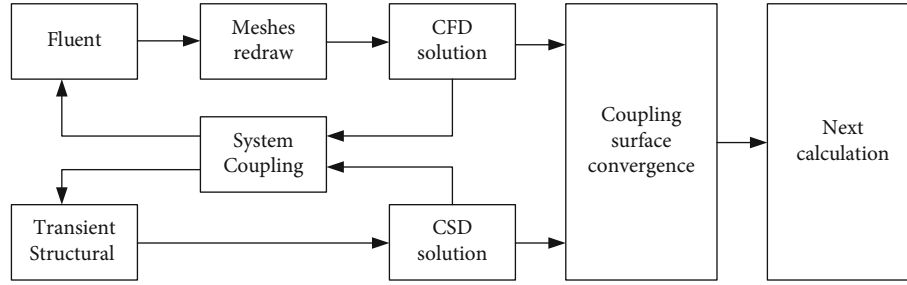 Fluent
Meshes
redraw
CFD
solution
System
Coupling
Transient
Structural
CSD
solution
Coupling
surface
convergence
Next
calculation